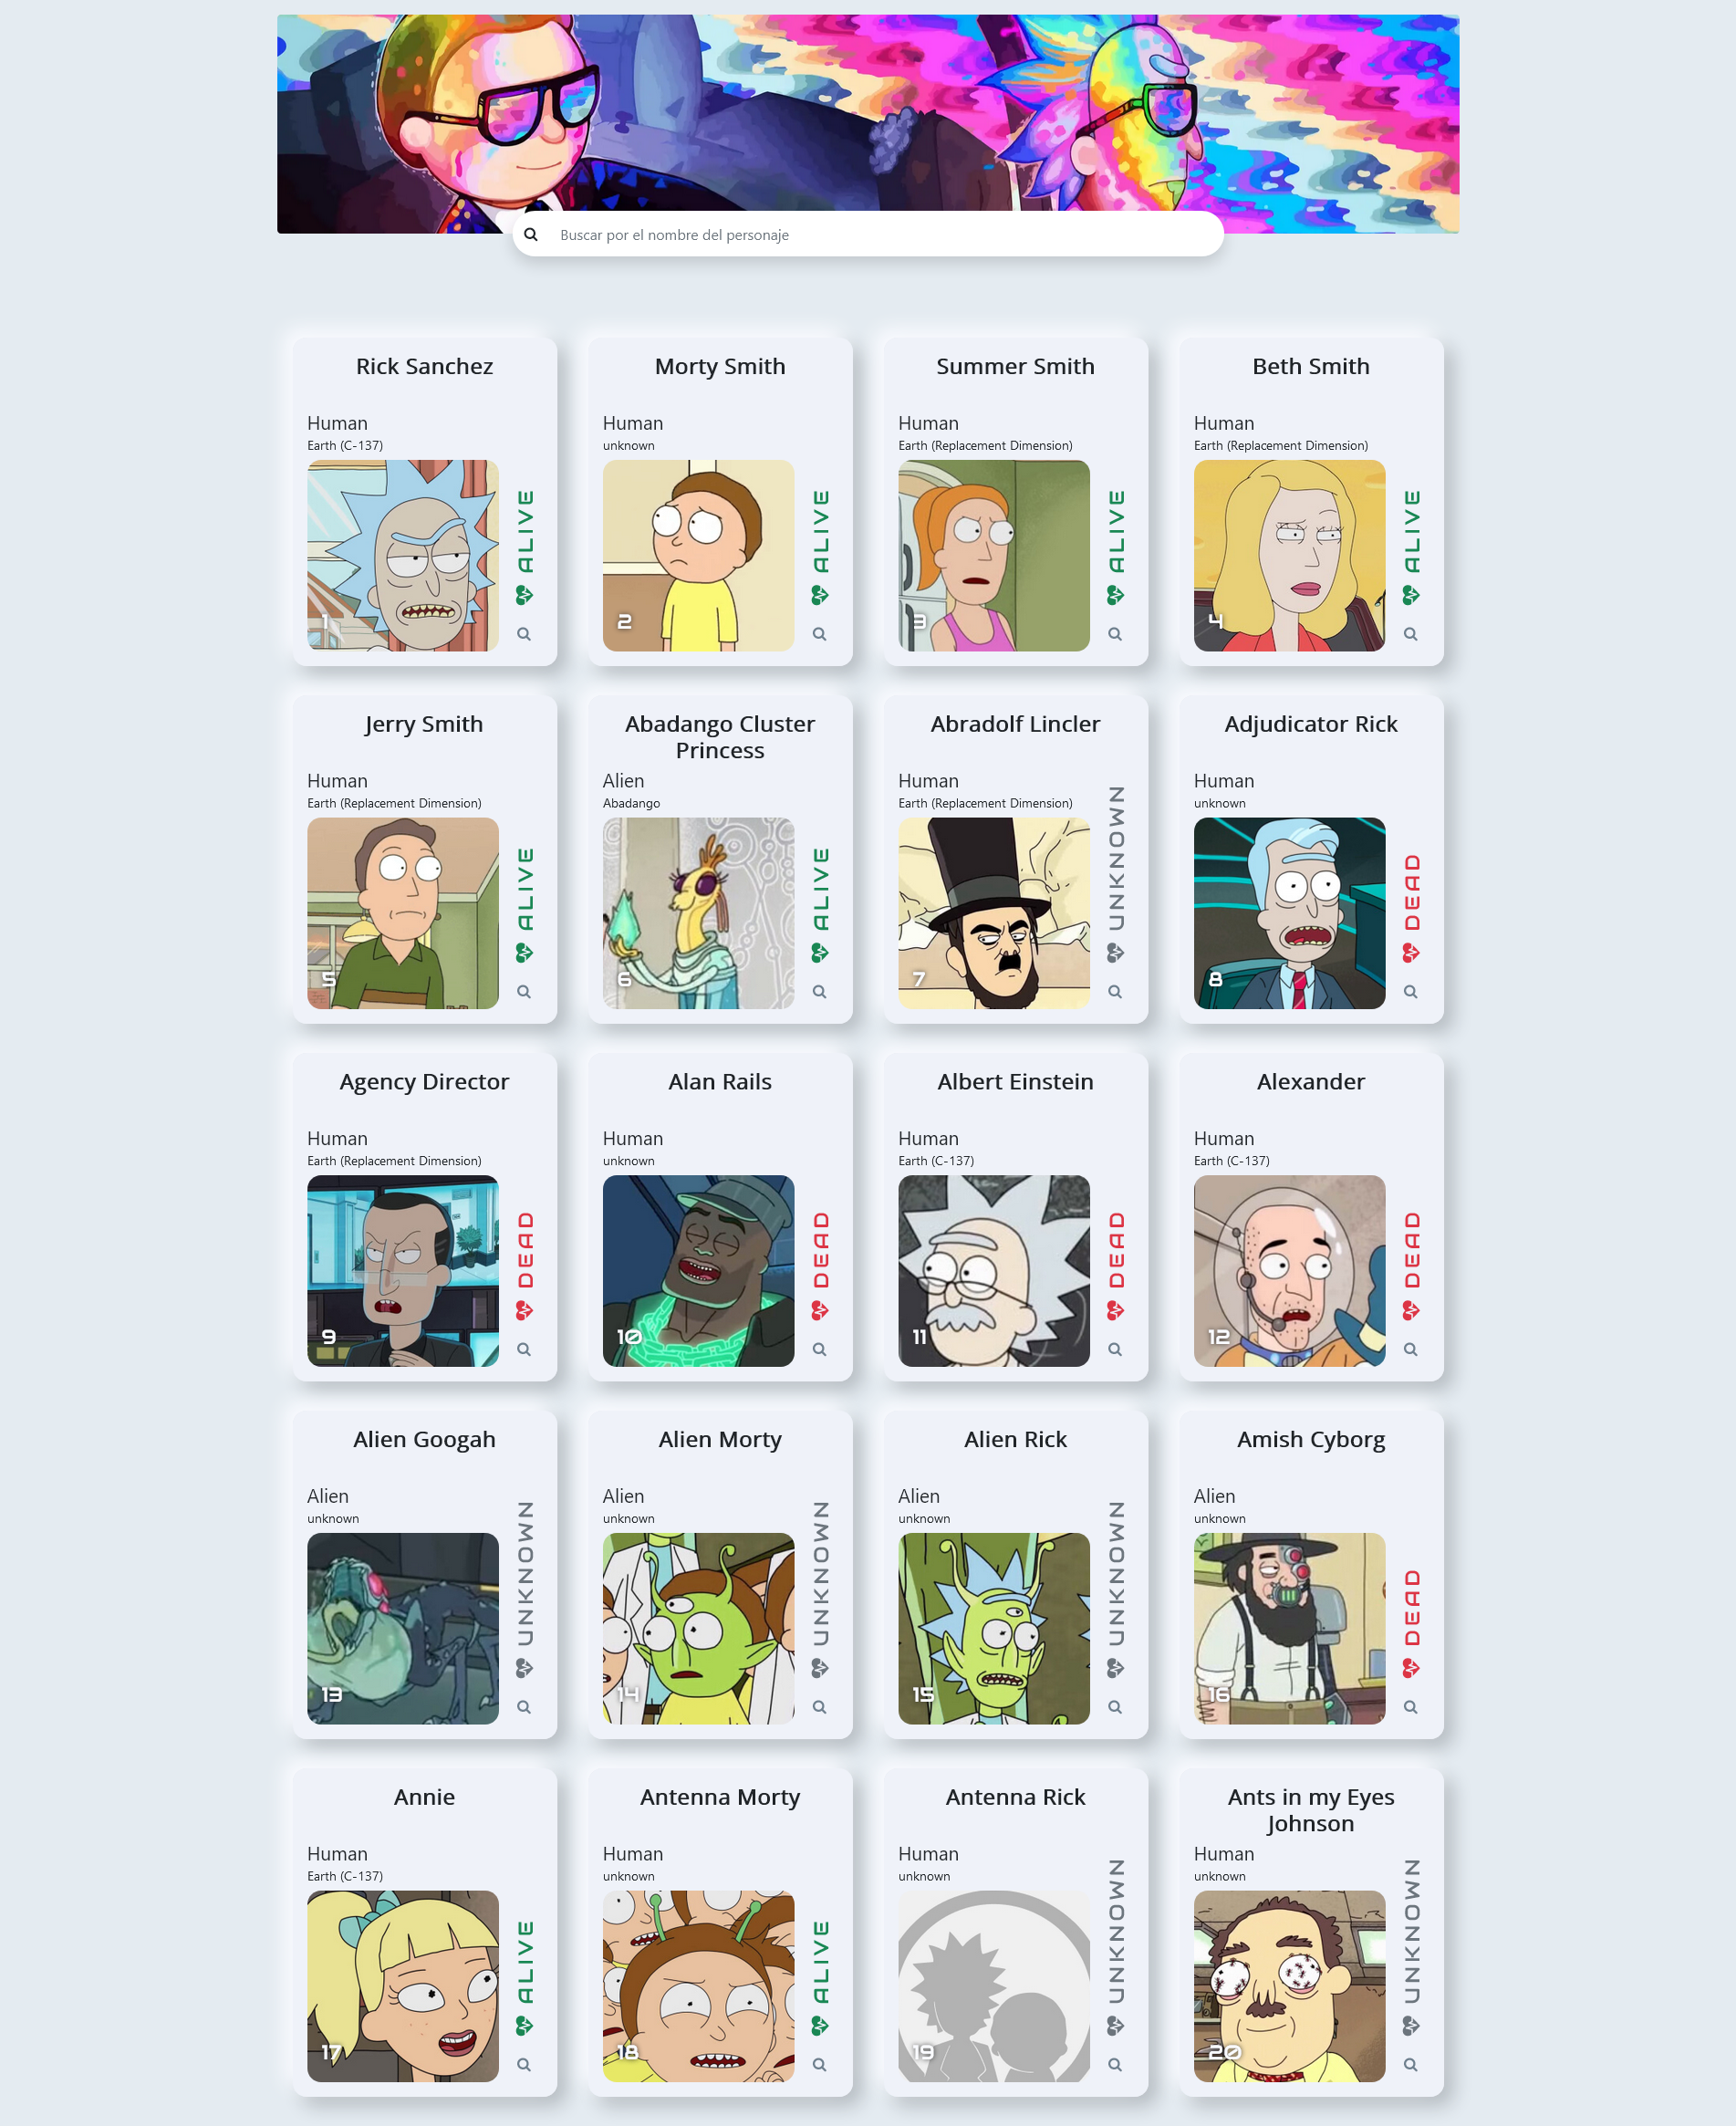 Buscar por el nombre del personaje
Rick Sanchez
Human
Earth (C-137)
1
ALIVE
Morty Smith
Human
unknown
2
ALIVE
Summer Smith
Human
Earth (Replacement Dimension)
3
ALIVE
Beth Smith
Human
Earth (Replacement Dimension)
4
ALIVE
Jerry Smith
Human
Earth (Replacement Dimension)
5
ALIVE
Abadango Cluster
Princess
Alien
Abadango
6
ALIVE
Abradolf Lincler
Human
Earth (Replacement Dimension)
7
UNKNOWN
Adjudicator Rick
Human
unknown
8
DEAD
Agency Director
Human
Earth (Replacement Dimension)
9
DEAD
Alan Rails
Human
unknown
10
DEAD
Albert Einstein
Human
Earth (C-137)
11
DEAD
Alexander
Human
Earth (C-137)
12
DEAD
Alien Googah
Alien
unknown
13
UNKNOWN
Alien Morty
Alien
unknown
14
UNKNOWN
Alien Rick
Alien
unknown
15
UNKNOWN
Amish Cyborg
Alien
unknown
16
DEAD
Annie
Human
Earth (C-137)
17
ALIVE
Antenna Morty
Human
unknown
18
ALIVE
Antenna Rick
Human
unknown
19
UNKNOWN
Ants in my Eyes
Johnson
Human
unknown
20
UNKNOWN